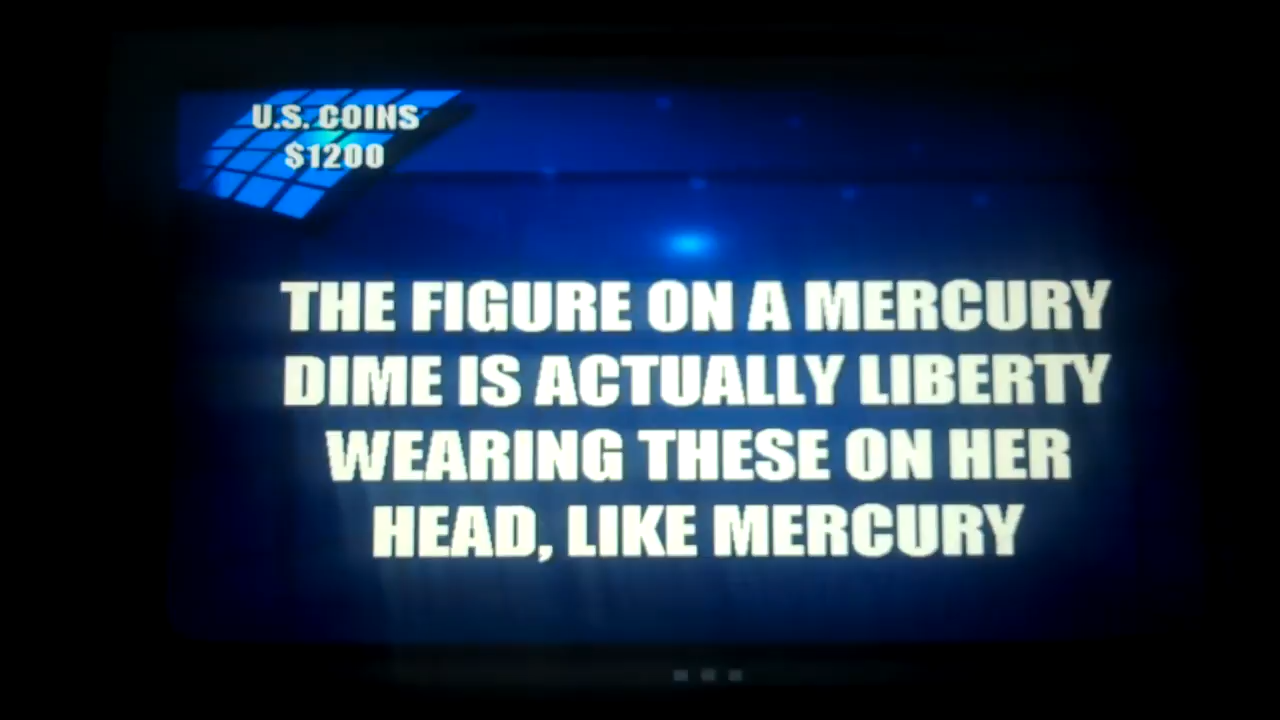 U.S. COINS
$1200
THE FIGURE ON A MERCURY
DIME IS ACTUALLY LIBERTY
WEARING THESE ON HER
HEAD, LIKE MERCURY